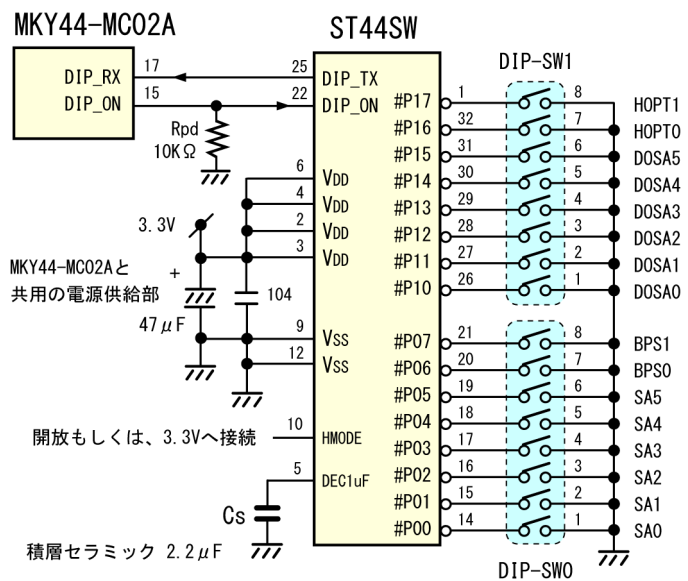 MKY44-MC02A
ST44SW
DIP-SW1
DIP_RX 17 25 DIP_TX
DIP_ON 15 22 DIP_ON
Rpd
10KΩ
#P17 1 8 HOPT1
#P16 32 7 HOPT0
#P15 31 6 DOSA5
#P14 30 5 DOSA4
#P13 29 4 DOSA3
#P12 28 3 DOSA2
#P11 27 2 DOSA1
#P10 26 1 DOSA0
6 VDD
4 VDD
2 VDD
3 VDD
3.3V
MKY44-MC02Aと
共用の電源供給部
+
47μF
104
9 VSS
12 VSS
#P07 21 8 BPS1
#P06 20 7 BPS0
#P05 19 6 SA5
#P04 18 5 SA4
#P03 17 4 SA3
#P02 16 3 SA2
#P01 15 2 SA1
#P00 14 1 SA0
開放もしくは、3.3Vへ接続 10 HMODE
5 DEC1uF
Cs
積層セラミック 2.2μF
DIP-SW0